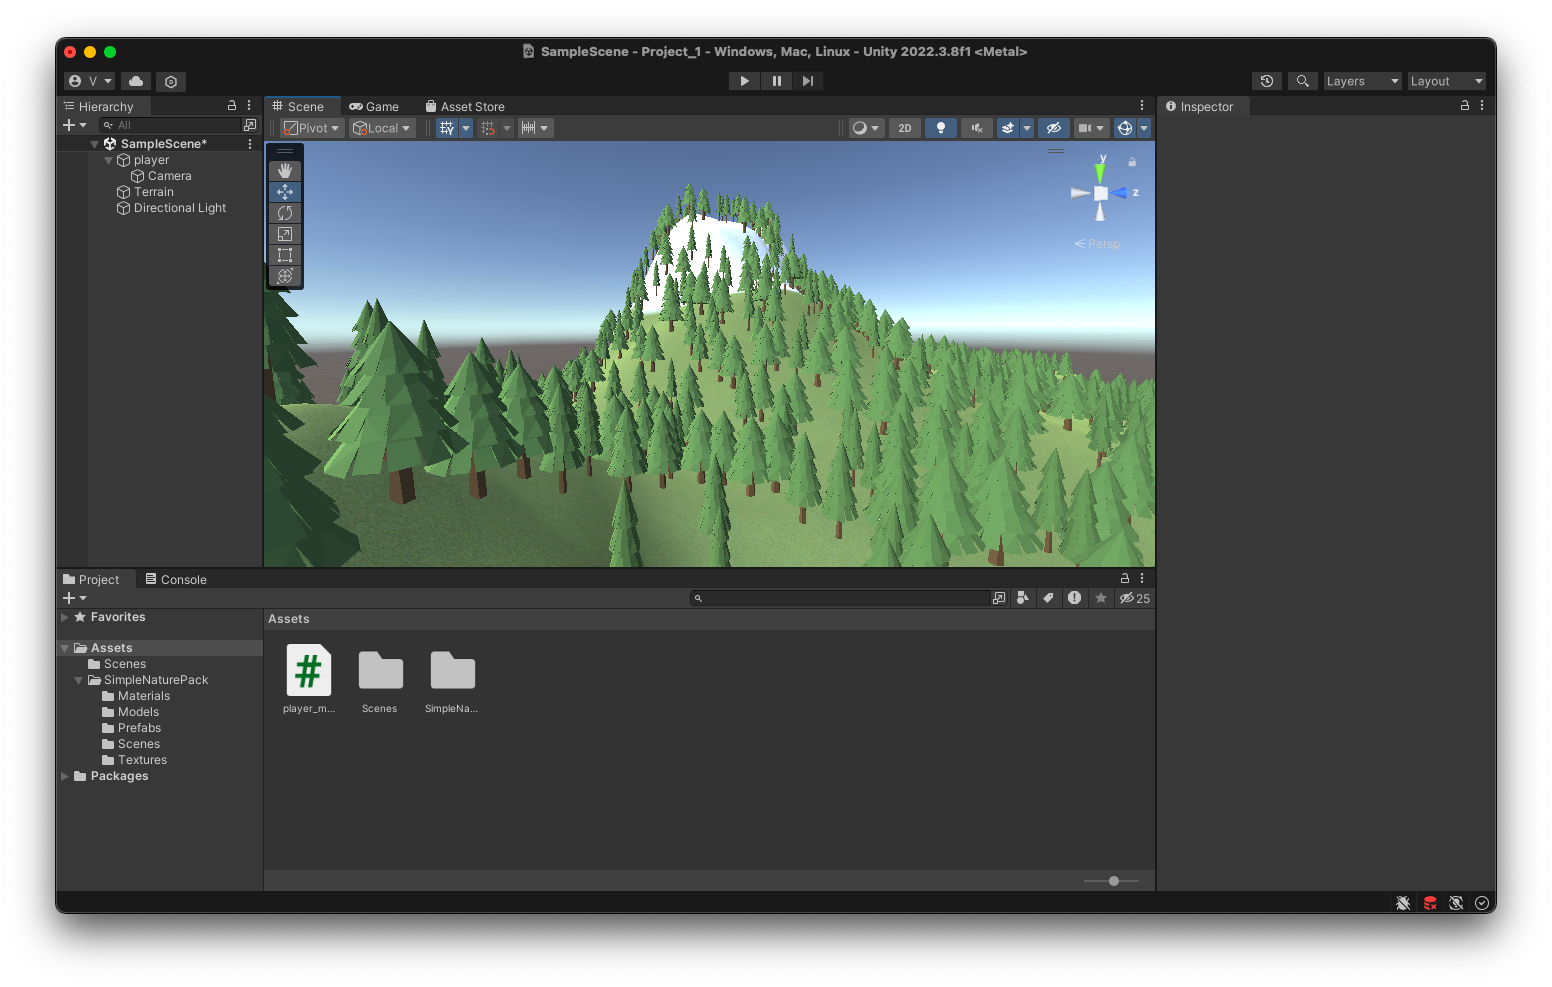 SampleScene - Project_1 - Windows, Mac, Linux - Unity 2022.3.8f1 <Metal>
V
Layers
Layout
Hierarchy
All
SampleScene*
player
Camera
Terrain
Directional Light
Scene
Game
Asset Store
Pivot
Local
2D
y
z
Persp
Inspector
Project
Console
25
Favorites
Assets
Scenes
SimpleNaturePack
Materials
Models
Prefabs
Scenes
Textures
Packages
Assets
#
player_m...
Scenes
SimpleNa...